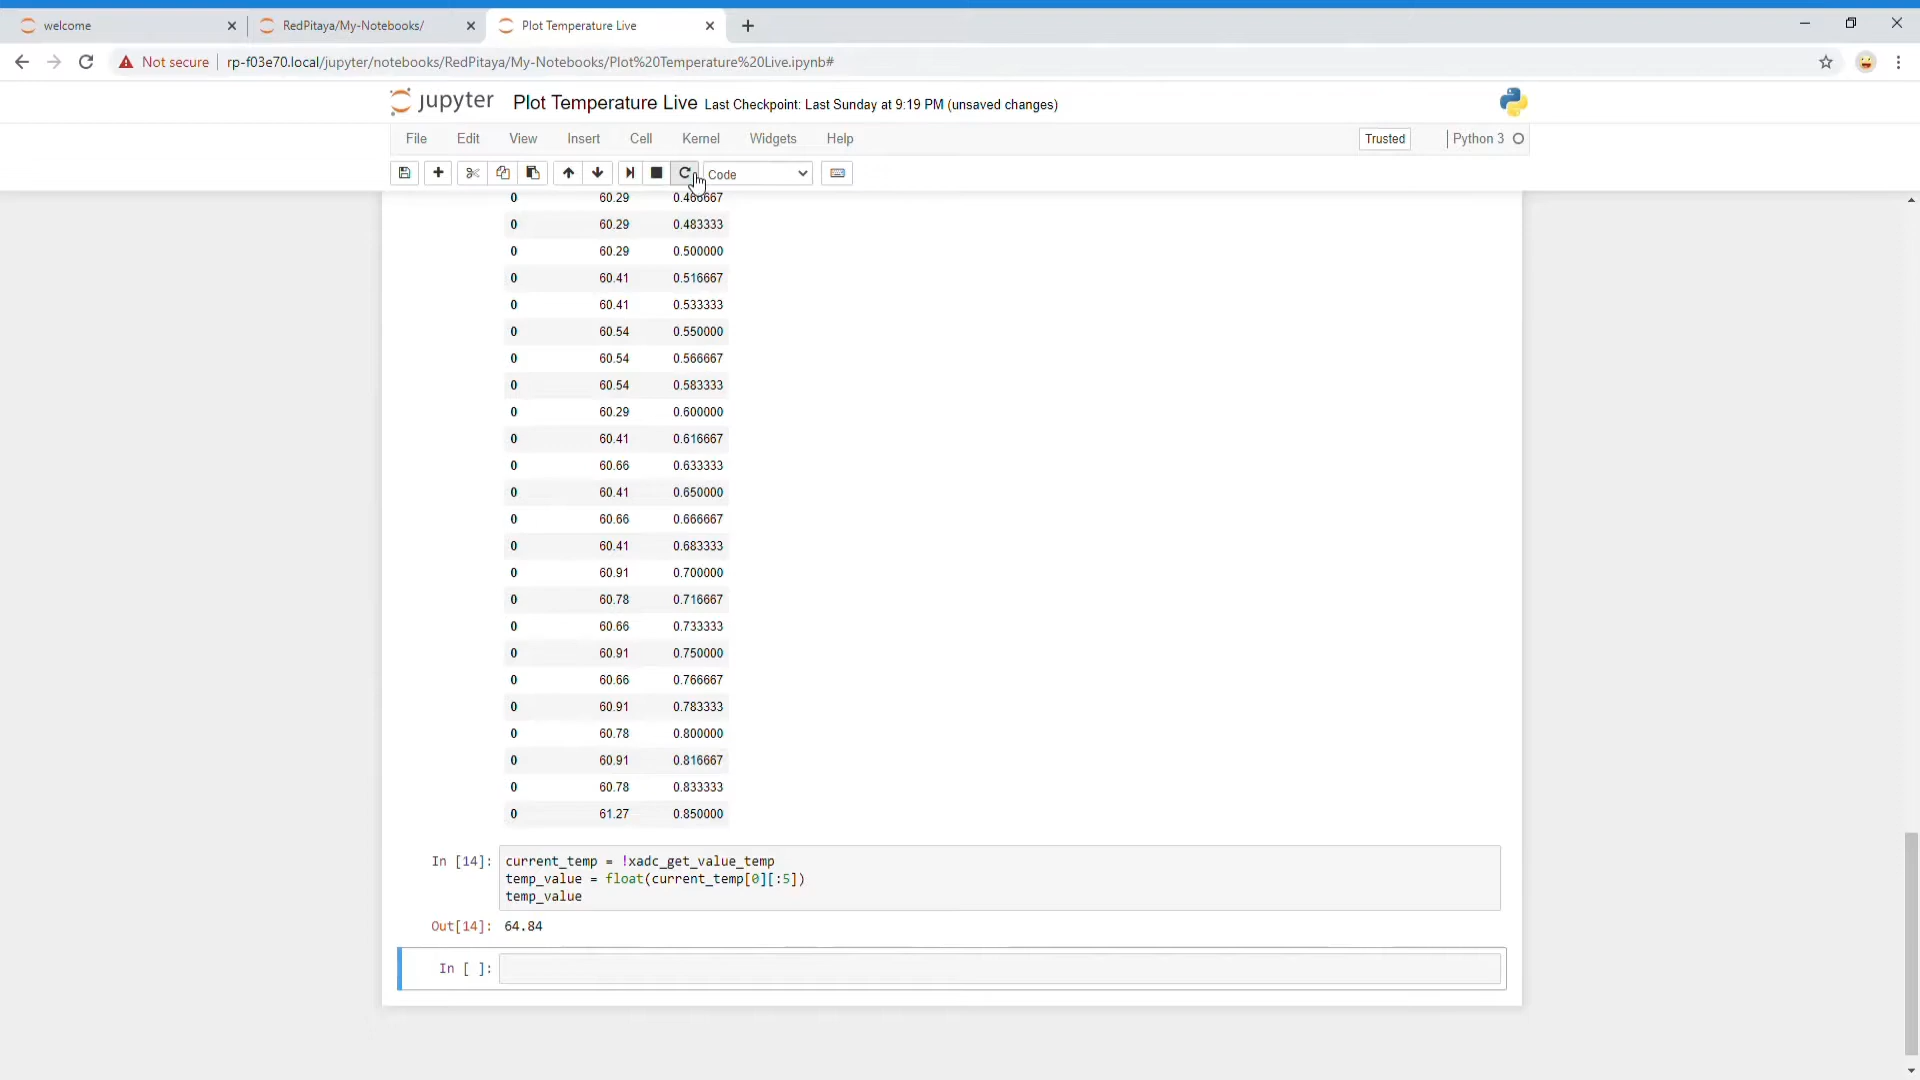 welcome
RedPitaya/My-Notebooks/
Plot Temperature Live
Not secure
rp-f03e70.local/jupyter/notebooks/RedPitaya/My-Notebooks/Plot%20Temperature%20Live.ipynb#
jupyter Plot Temperature Live Last Checkpoint: Last Sunday at 9:19 PM (unsaved changes)
File Edit View Insert Cell Kernel Widgets Help Trusted Python 3
Code
0 60.29 0.466667
0 60.29 0.483333
0 60.29 0.500000
0 60.41 0.516667
0 60.41 0.533333
0 60.54 0.550000
0 60.54 0.566667
0 60.54 0.583333
0 60.29 0.600000
0 60.41 0.616667
0 60.66 0.633333
0 60.41 0.650000
0 60.66 0.666667
0 60.41 0.683333
0 60.91 0.700000
0 60.78 0.716667
0 60.66 0.733333
0 60.91 0.750000
0 60.66 0.766667
0 60.91 0.783333
0 60.78 0.800000
0 60.91 0.816667
0 60.78 0.833333
0 61.27 0.850000
In [14]: current_temp = !xadc_get_value_temp
temp_value = float(current_temp[0][:5])
temp_value
Out[14]: 64.84
In [ ]: